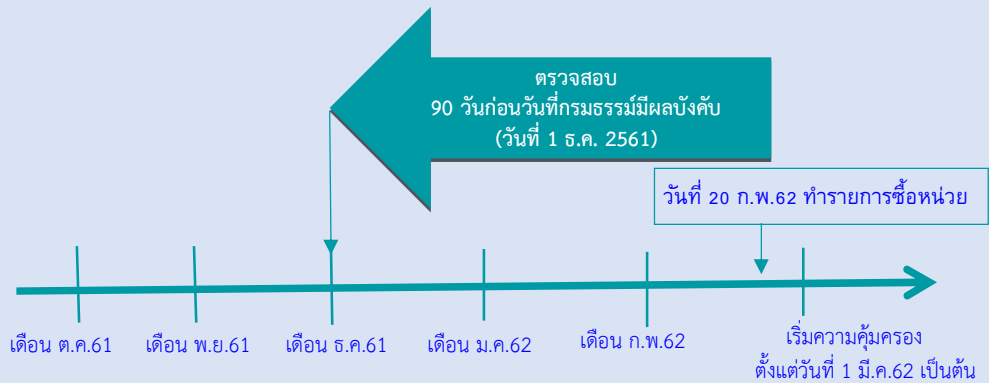 ตรวจสอบ
90 วันก่อนวันที่กรมธรรม์มีผลบังคับ
(วันที่ 1 ธ.ค. 2561)
วันที่ 20 ก.พ.62 ทำรายการซื้อหน่วย
เดือน ต.ค.61
เดือน พ.ย.61
เดือน ธ.ค.61
เดือน ม.ค.62
เดือน ก.พ.62
เริ่มความคุ้มครอง
ตั้งแต่วันที่ 1 มี.ค.62 เป็นต้น